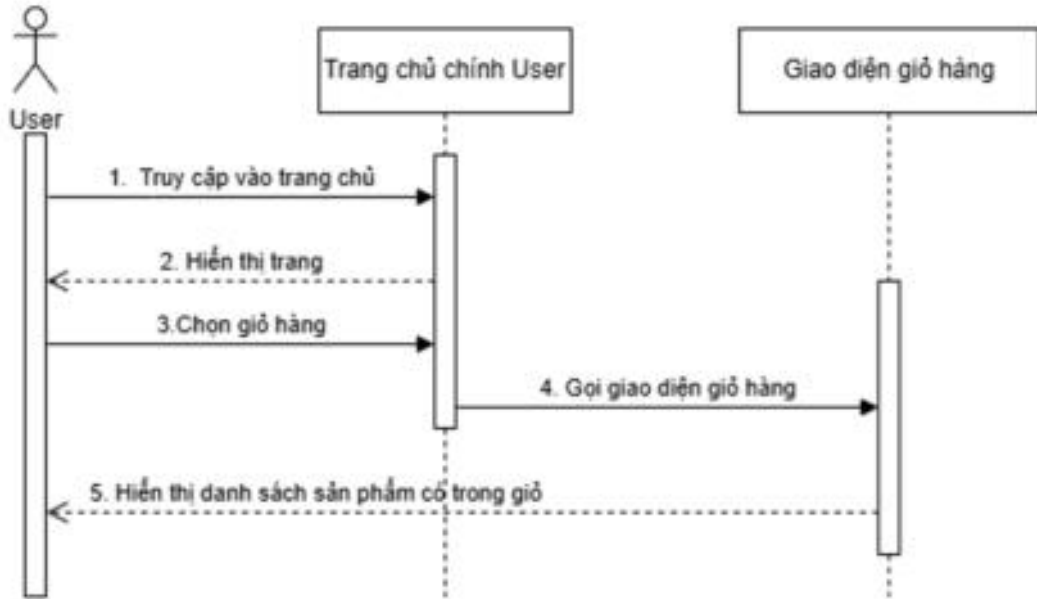 User
Trang chủ chính User
Giao diện giỏ hàng
1. Truy cập vào trang chủ
2. Hiển thị trang
3.Chọn giỏ hàng
4. Gọi giao diện giỏ hàng
5. Hiển thị danh sách sản phẩm có trong giỏ